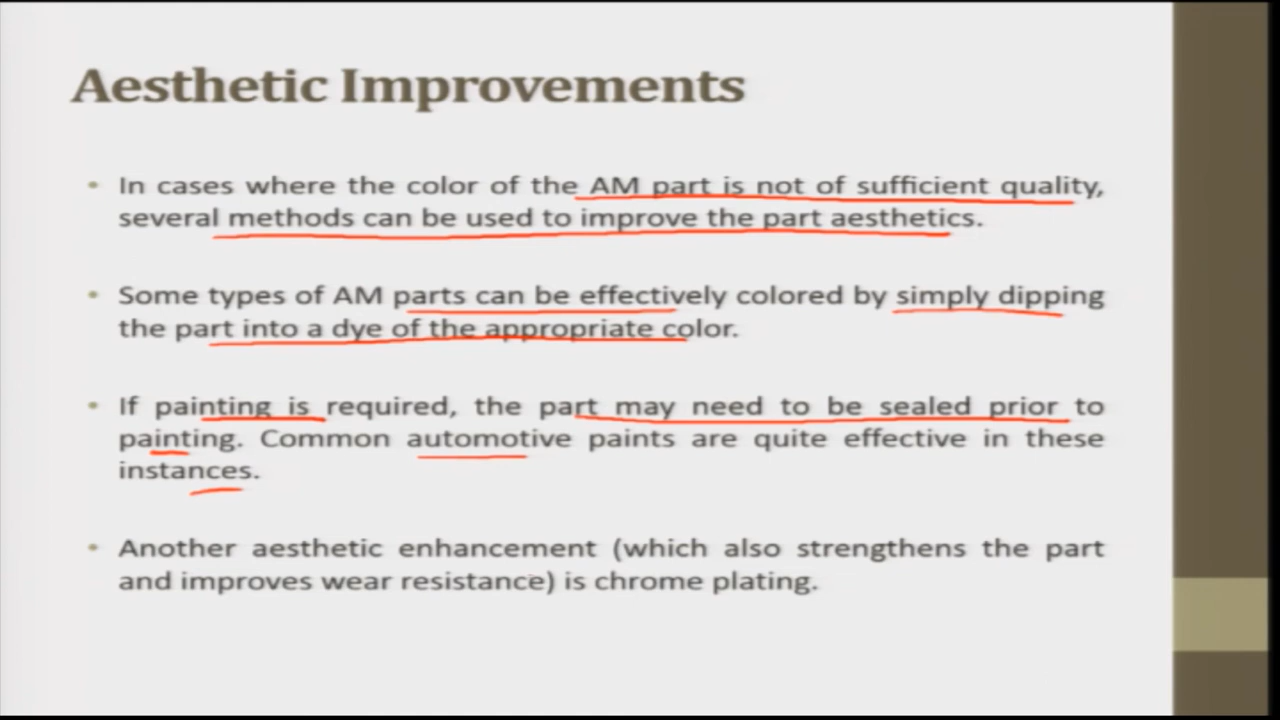 Aesthetic Improvements
• In cases where the color of the AM part is not of sufficient quality,
several methods can be used to improve the part aesthetics.
• Some types of AM parts can be effectively colored by simply dipping
the part into a dye of the appropriate color.
• If painting is required, the part may need to be sealed prior to
painting. Common automotive paints are quite effective in these
instances.
• Another aesthetic enhancement (which also strengthens the part
and improves wear resistance) is chrome plating.